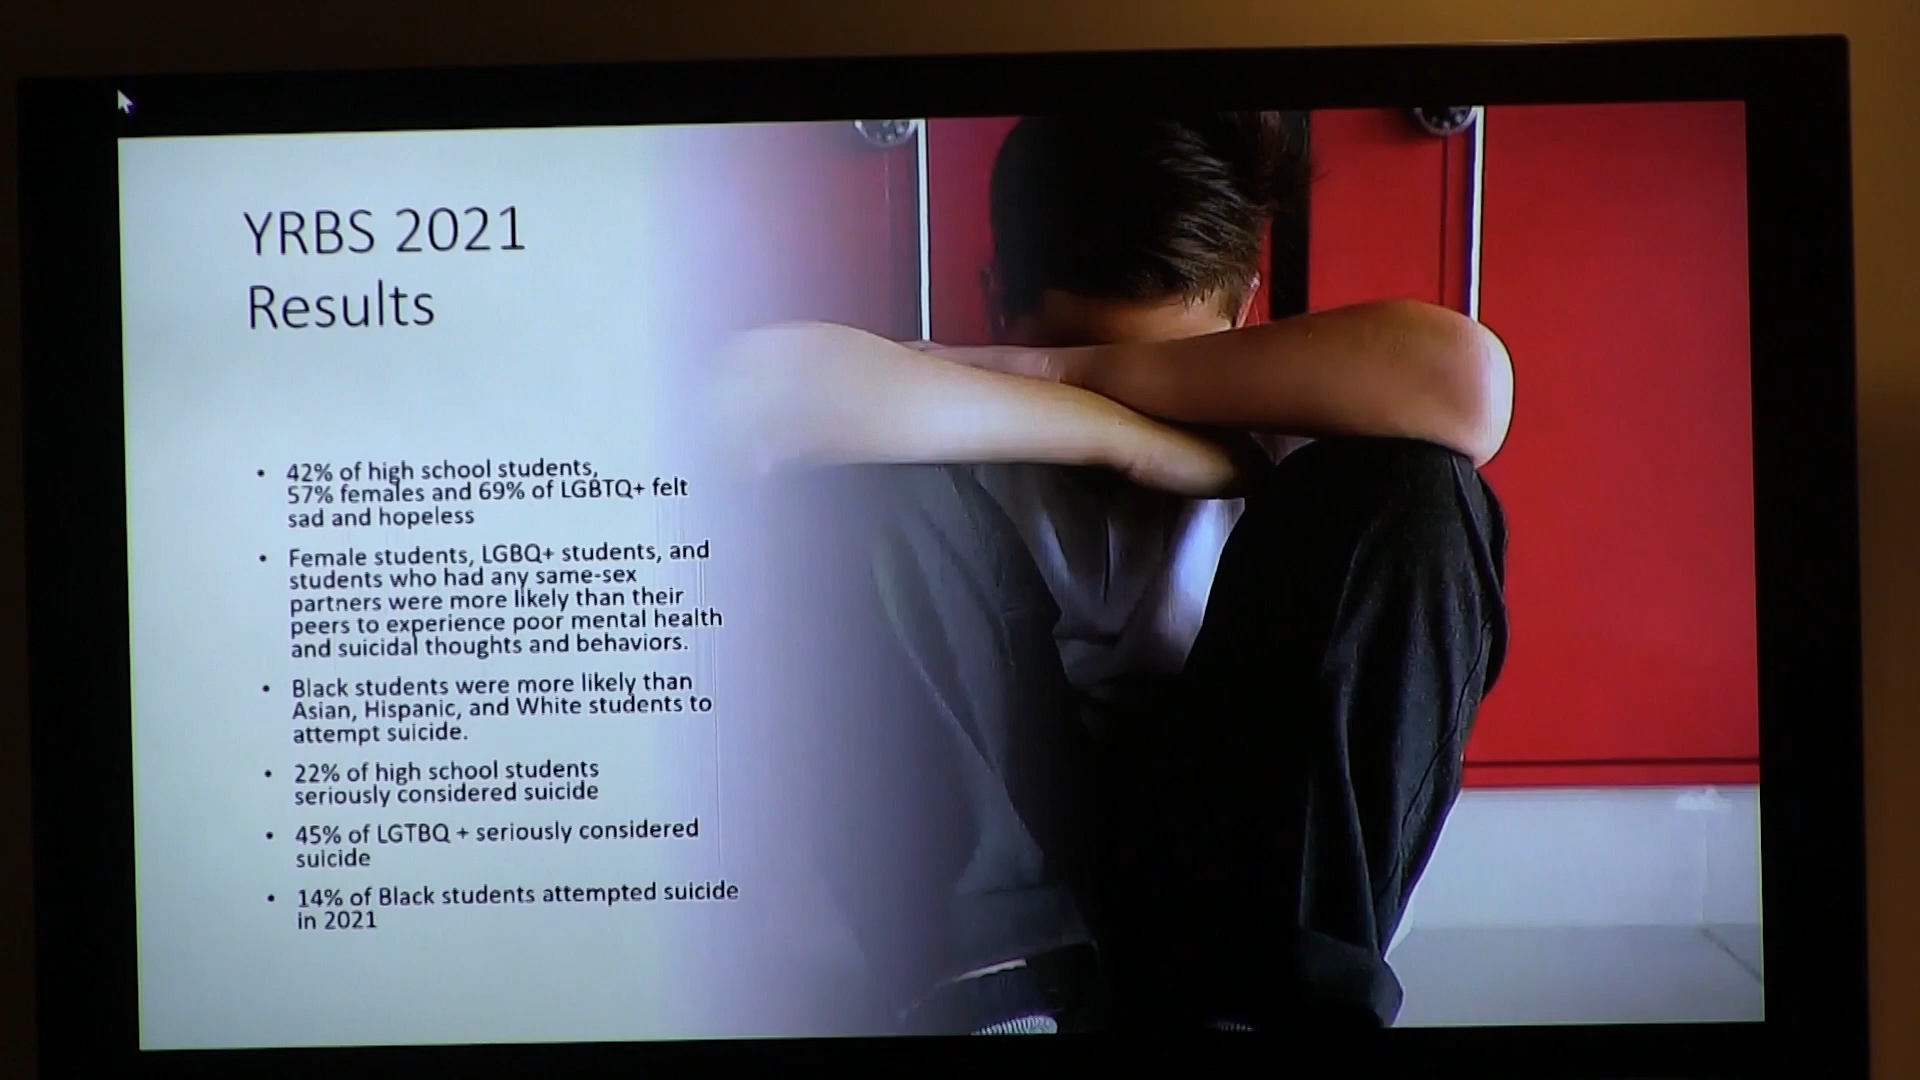 YRBS 2021
Results
• 42% of high school students,
57% females and 69% of LGBTQ+ felt
sad and hopeless
• Female students, LGBQ+ students, and
students who had any same-sex
partners were more likely than their
peers to experience poor mental health
and suicidal thoughts and behaviors.
• Black students were more likely than
Asian, Hispanic, and White students to
attempt suicide.
• 22% of high school students
seriously considered suicide
• 45% of LGTBQ + seriously considered
suicide
• 14% of Black students attempted suicide
in 2021